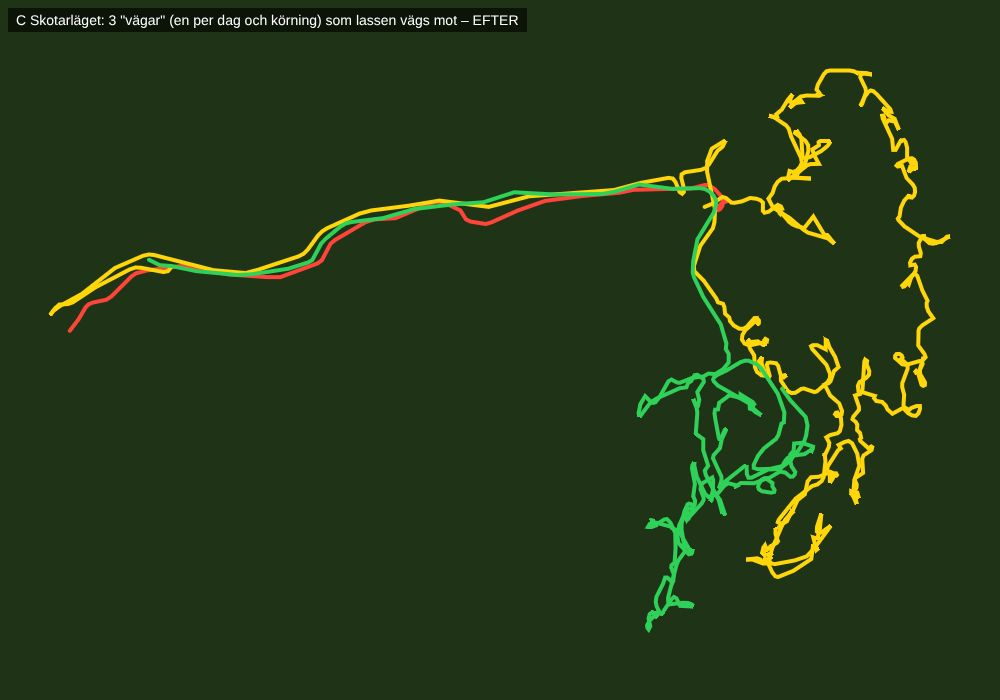 C Skotarläget: 3 "vägar" (en per dag och körning) som lassen vägs mot – EFTER